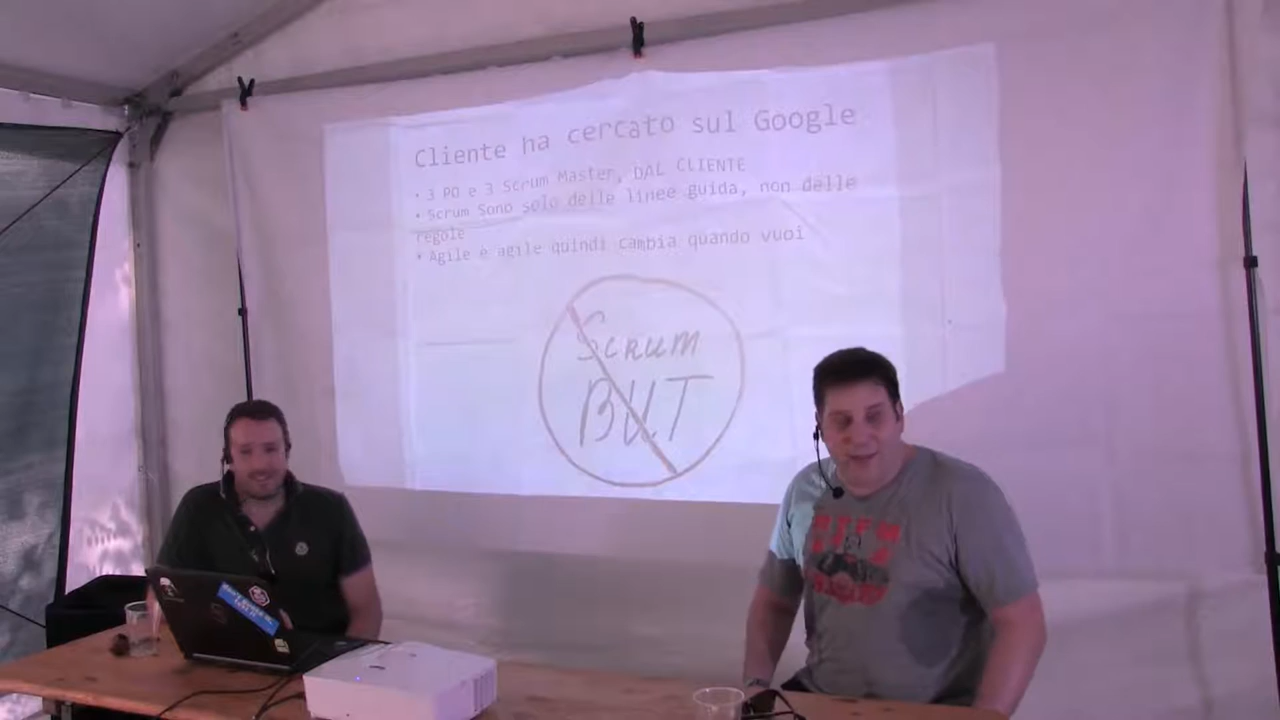 Cliente ha cercato sul Google
• 3 PO e 3 Scrum Master, DAL CLIENTE
• Scrum Sono solo delle linee guida, non delle
regole
• Agile è agile quindi cambia quando vuoi
Scrum
BUT
RTFM